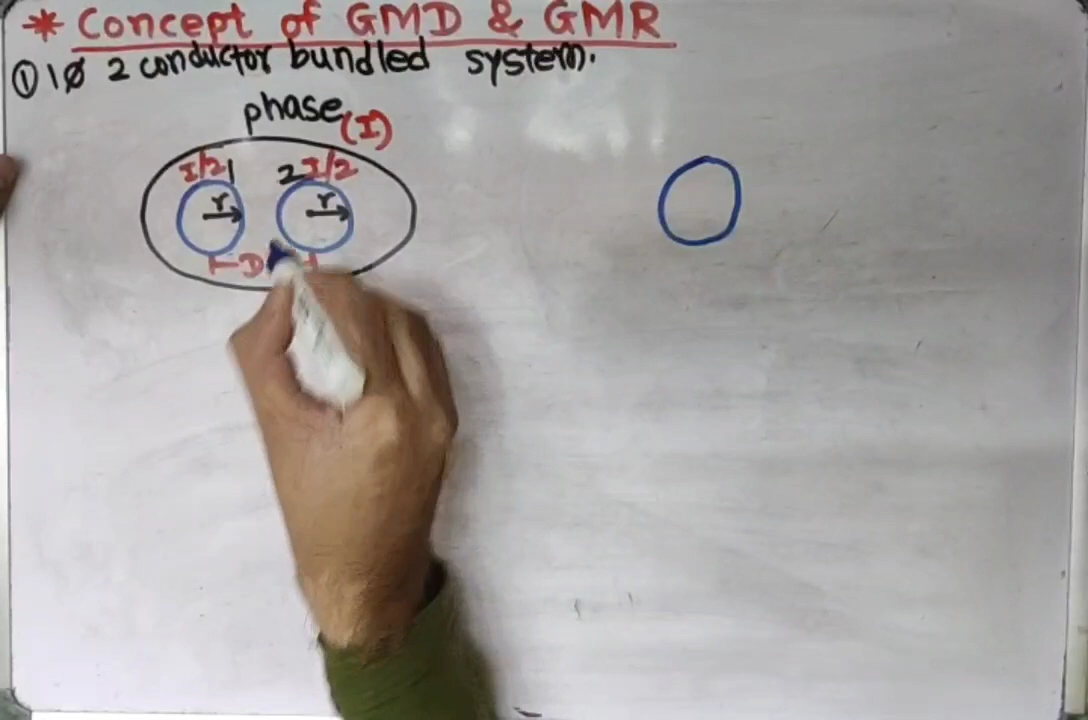 * Concept of GMD & GMR
① 1Ø 2 conductor bundled system.
phase (I)
I/2 1 2 I/2
r r
D